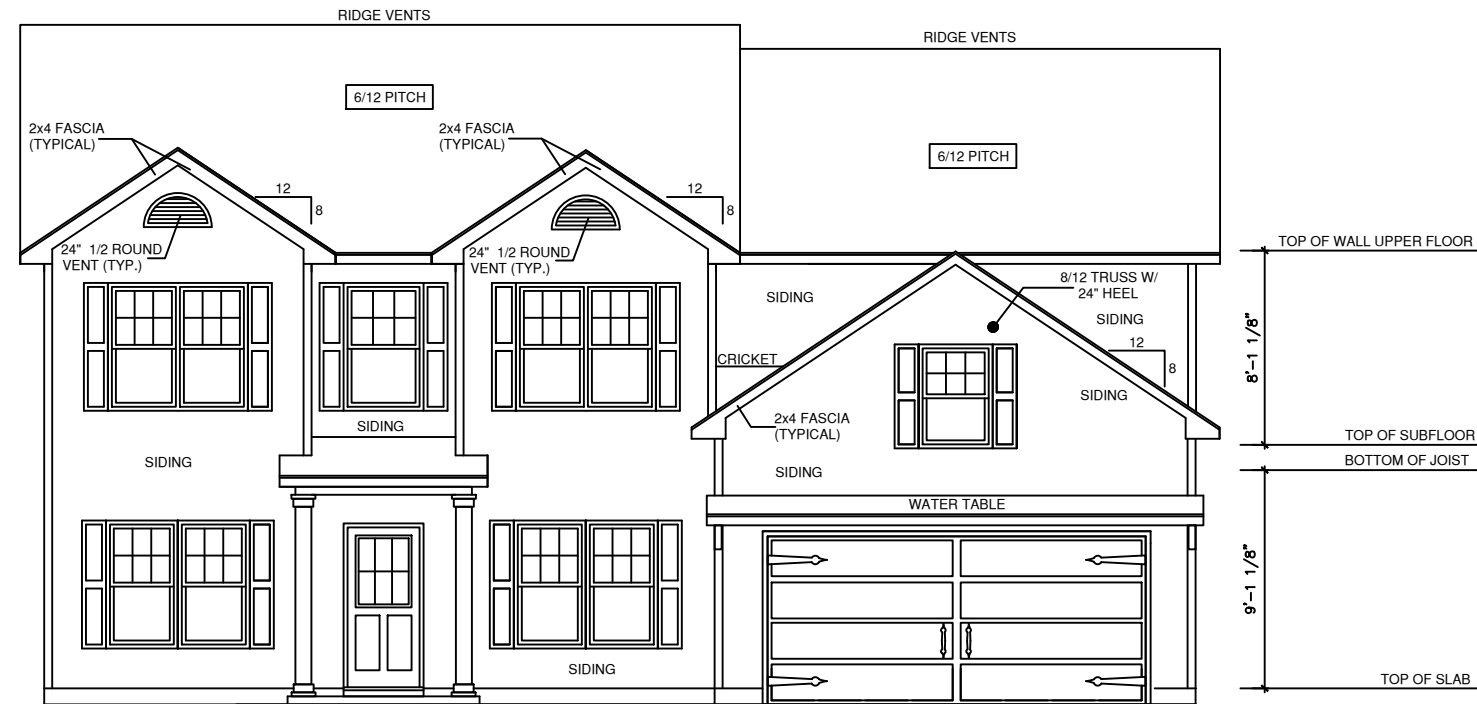 RIDGE VENTS
RIDGE VENTS
6/12 PITCH
2x4 FASCIA
(TYPICAL)
2x4 FASCIA
(TYPICAL)
6/12 PITCH
12
8
12
8
24" 1/2 ROUND
VENT (TYP.)
24" 1/2 ROUND
VENT (TYP.)
TOP OF WALL UPPER FLOOR
8/12 TRUSS W/
24" HEEL
SIDING
SIDING
12
8
CRICKET
SIDING
8'-1 1/8"
2x4 FASCIA
(TYPICAL)
SIDING
TOP OF SUBFLOOR
SIDING
SIDING
BOTTOM OF JOIST
WATER TABLE
9'-1 1/8"
SIDING
TOP OF SLAB